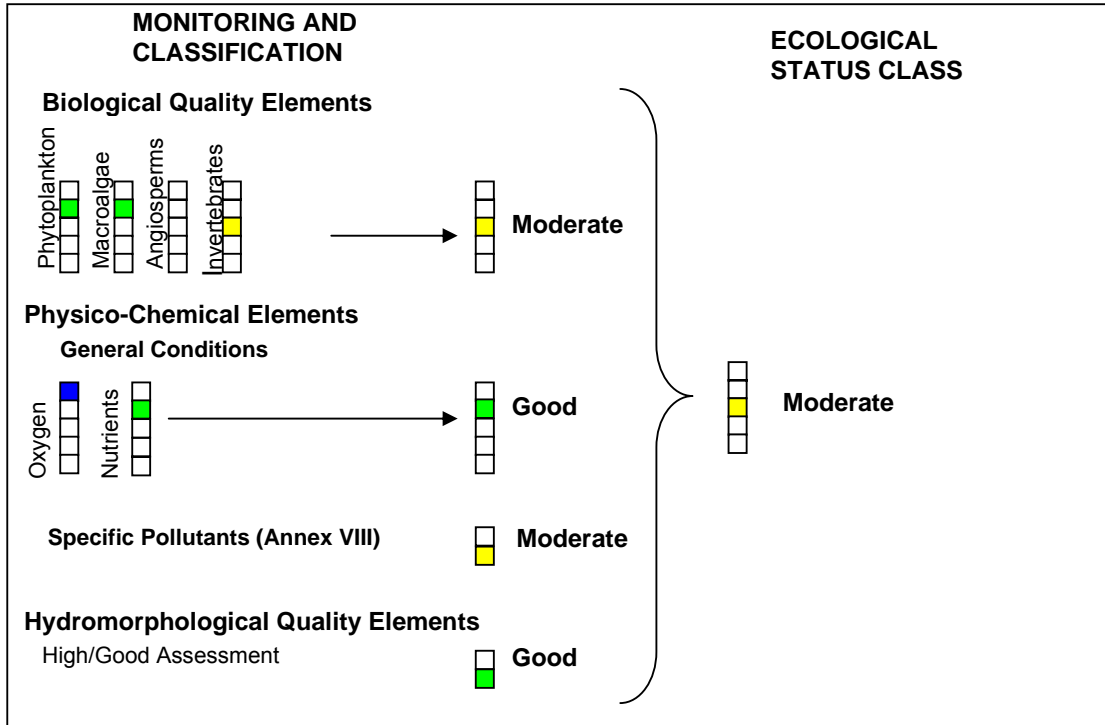 MONITORING AND
CLASSIFICATION
ECOLOGICAL
STATUS CLASS
Biological Quality Elements
Phytoplankton
Macroalgae
Angiosperms
Invertebrates
Moderate
Physico-Chemical Elements
General Conditions
Oxygen
Nutrients
Good
Moderate
Specific Pollutants (Annex VIII)
Moderate
Hydromorphological Quality Elements
High/Good Assessment
Good